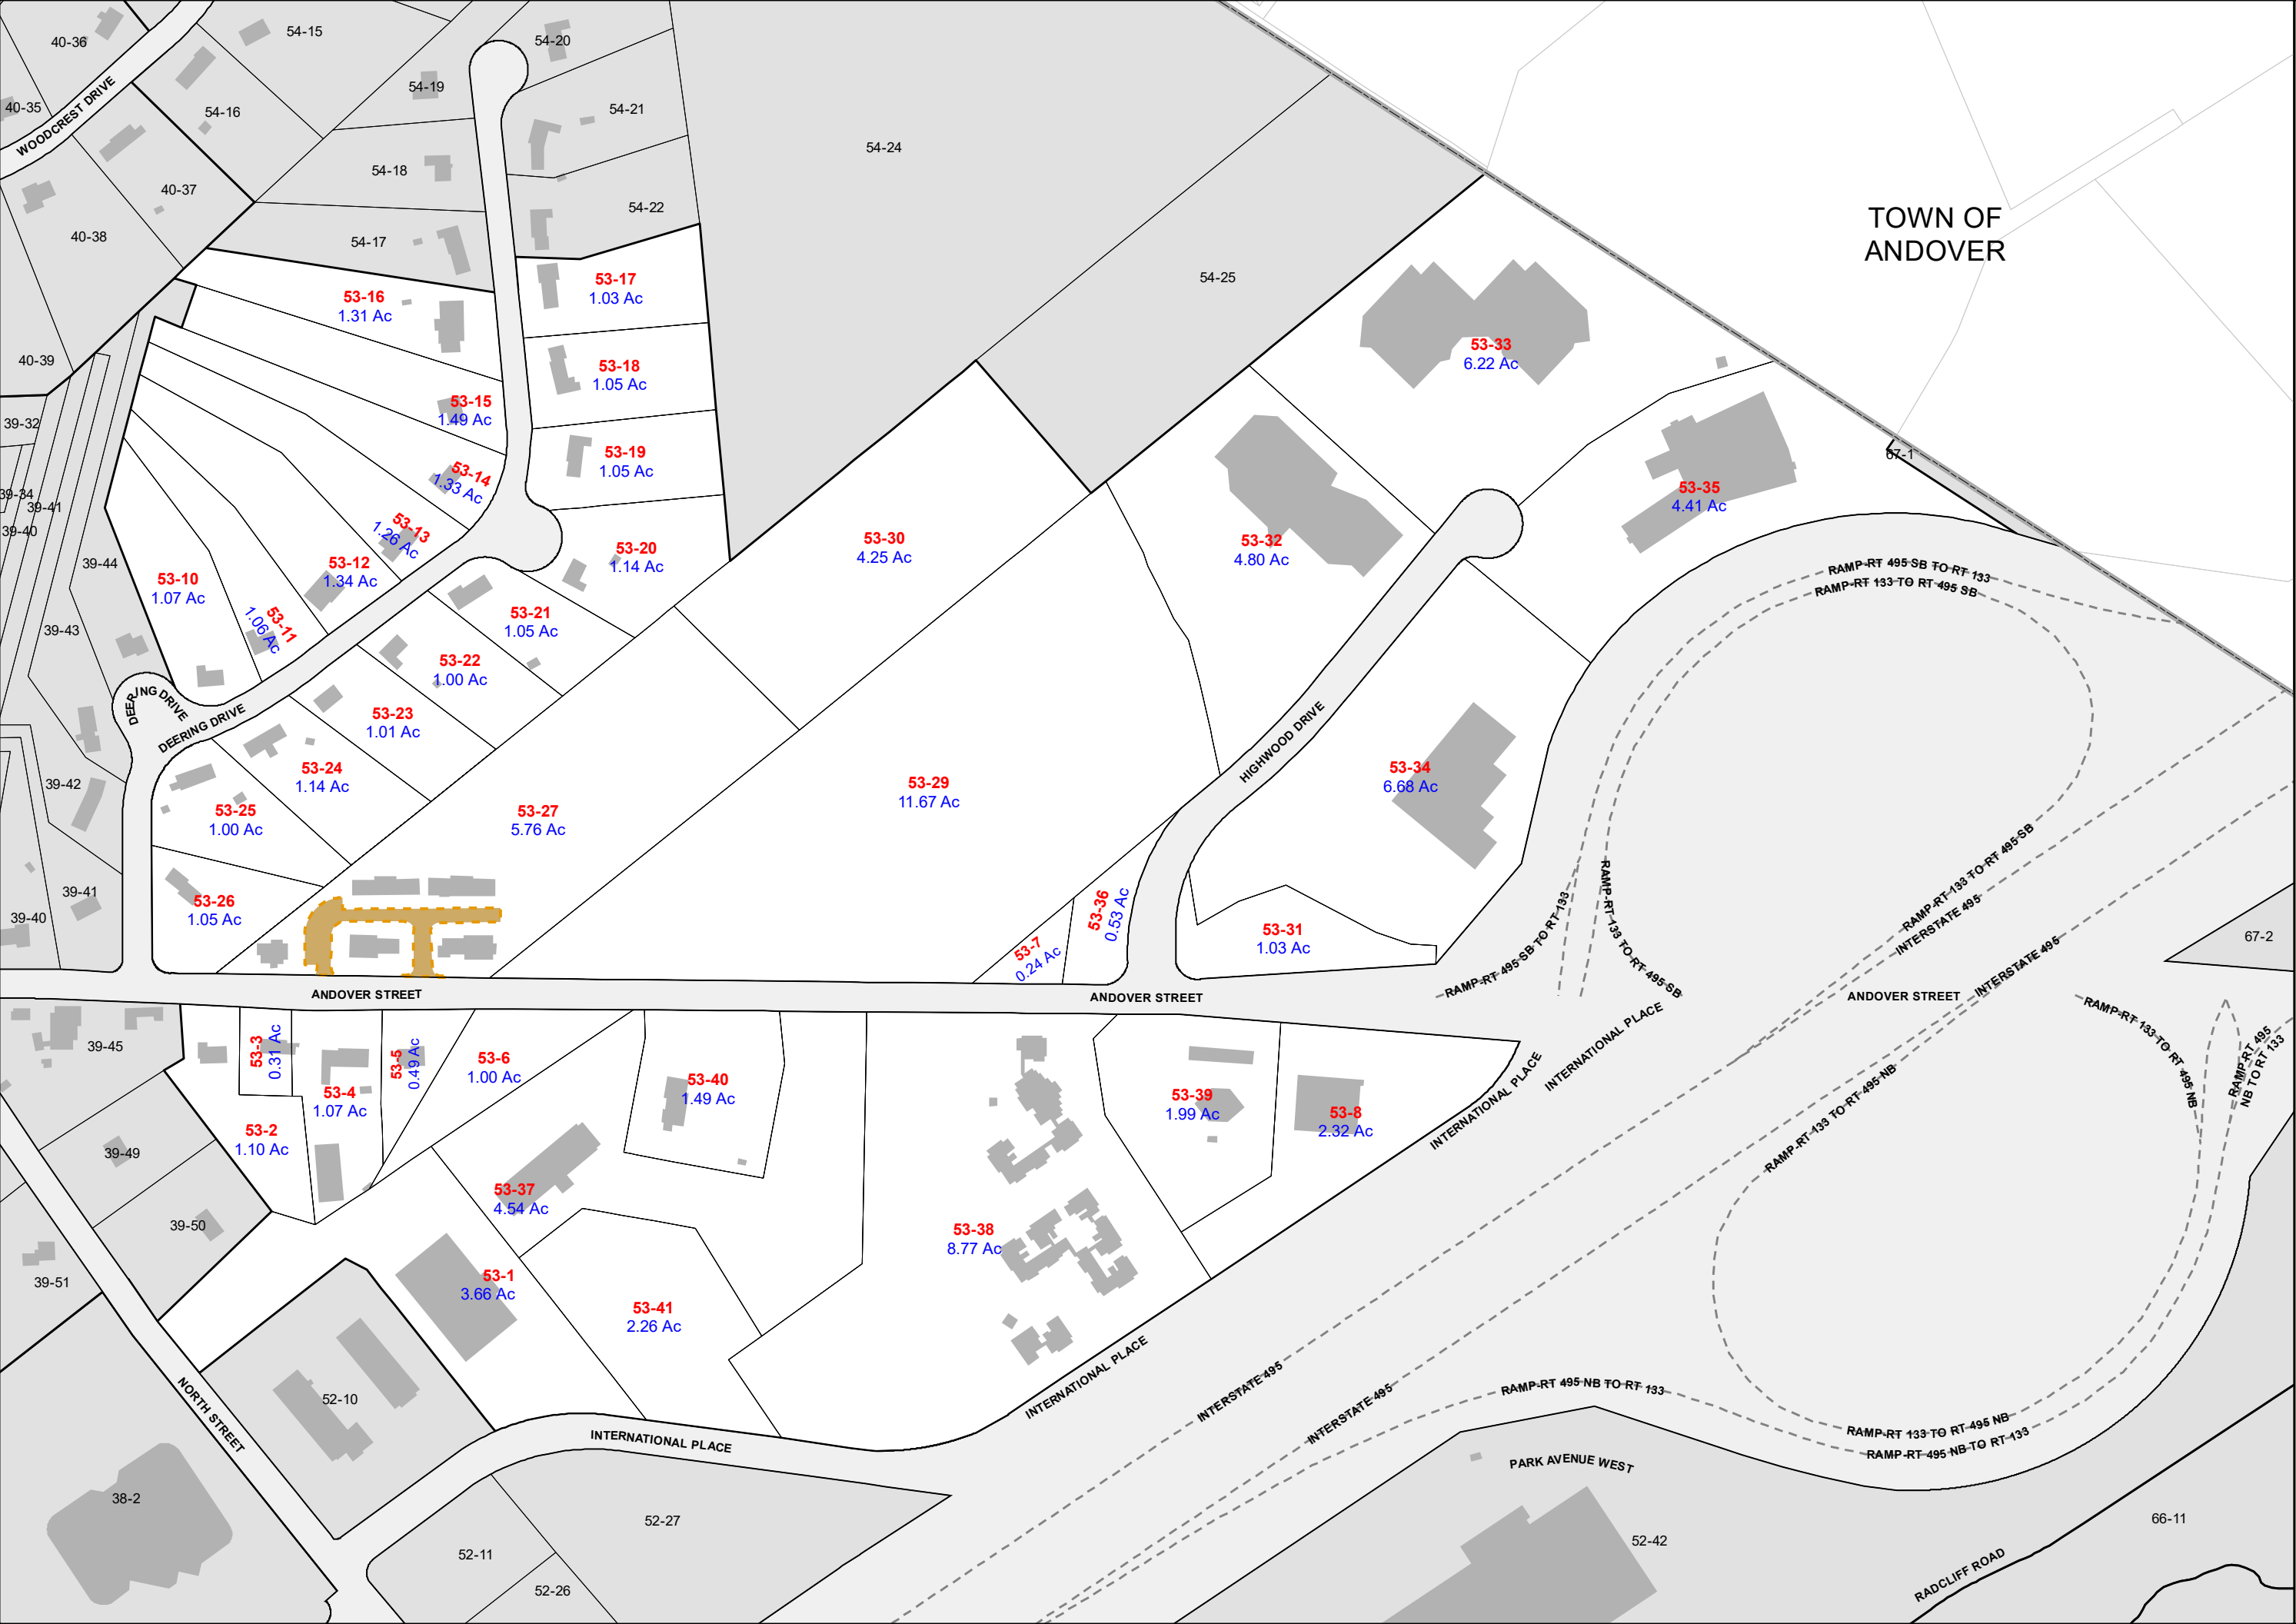 40-36
54-15
54-20
54-19
40-35
WOODCREST DRIVE
54-16
54-21
54-24
54-18
40-37
54-22
40-38
54-17
TOWN OF
ANDOVER
54-25
53-17
1.03 Ac
53-16
1.31 Ac
53-33
6.22 Ac
40-39
53-18
1.05 Ac
53-15
1.49 Ac
39-32
53-19
1.05 Ac
67-1
53-14
1.33 Ac
39-34
39-41
39-40
53-35
4.41 Ac
53-13
1.26 Ac
53-30
4.25 Ac
53-32
4.80 Ac
53-20
1.14 Ac
39-44
53-12
1.34 Ac
53-10
1.07 Ac
RAMP-RT 495 SB TO RT 133
RAMP-RT 133 TO RT 495 SB
53-11
1.06 Ac
39-43
53-21
1.05 Ac
53-22
1.00 Ac
DEERING DRIVE
DEERING DRIVE
53-23
1.01 Ac
HIGHWOOD DRIVE
53-24
1.14 Ac
53-34
6.68 Ac
39-42
53-29
11.67 Ac
53-25
1.00 Ac
53-27
5.76 Ac
39-41
53-26
1.05 Ac
39-40
53-36
0.53 Ac
53-31
1.03 Ac
53-7
0.24 Ac
RAMP-RT 495 SB TO RT 133
RAMP-RT 133 TO RT 495 SB
RAMP-RT 133 TO RT 495 SB
INTERSTATE 495
INTERSTATE 495
67-2
ANDOVER STREET
ANDOVER STREET
ANDOVER STREET
INTERNATIONAL PLACE
INTERNATIONAL PLACE
RAMP-RT 133 TO RT 495 NB
RAMP-RT 495
NB TO RT 133
RAMP-RT 133 TO RT 495 NB
39-45
53-3
0.31 Ac
53-4
1.07 Ac
53-5
0.49 Ac
53-6
1.00 Ac
53-40
1.49 Ac
53-39
1.99 Ac
53-8
2.32 Ac
53-2
1.10 Ac
39-49
39-50
53-37
4.54 Ac
53-38
8.77 Ac
39-51
53-1
3.66 Ac
53-41
2.26 Ac
INTERNATIONAL PLACE
INTERSTATE 495
INTERSTATE 495
RAMP-RT 495 NB TO RT 133
NORTH STREET
52-10
INTERNATIONAL PLACE
RAMP-RT 133 TO RT 495 NB
RAMP-RT 495 NB TO RT 133
PARK AVENUE WEST
38-2
52-27
52-42
66-11
52-11
52-26
RADCLIFF ROAD